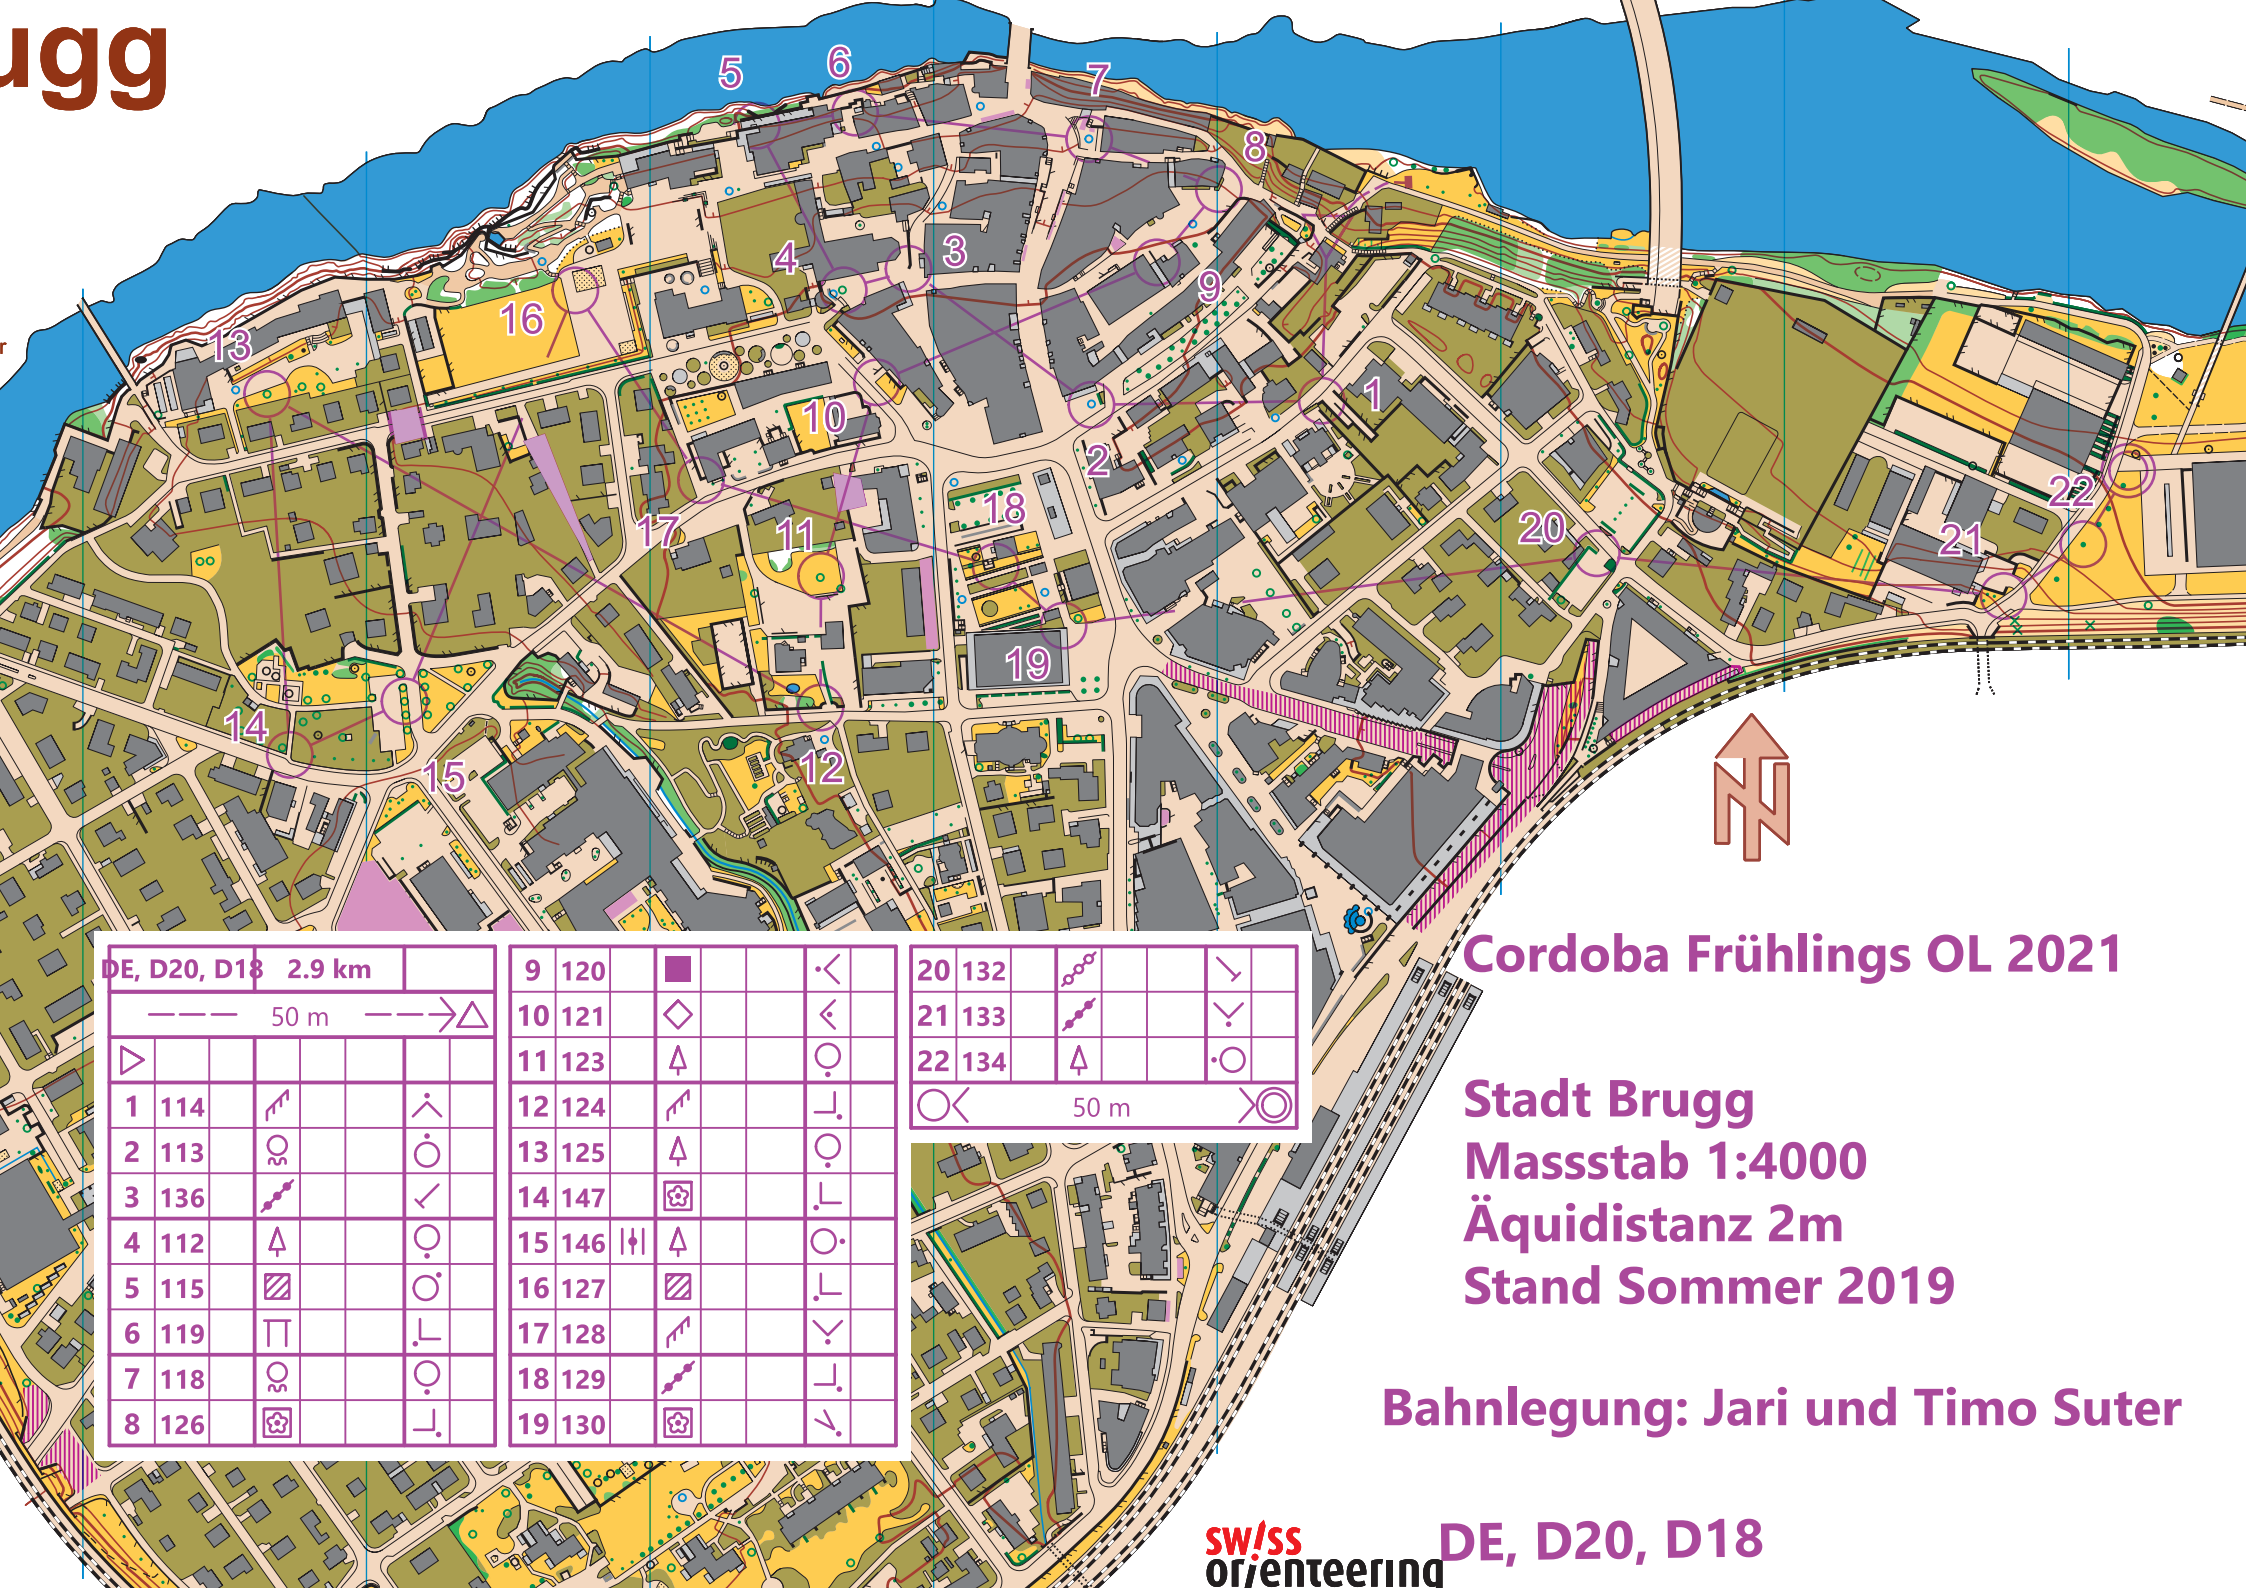 ugg
r
5
6
7
8
4
3
9
16
13
1
10
2
17
18
11
20
22
21
19
14
12
15
DE, D20, D18 2.9 km
50 m
1 114
2 113
3 136
4 112
5 115
6 119
7 118
8 126
9 120
10 121
11 123
12 124
13 125
14 147
15 146
16 127
17 128
18 129
19 130
20 132
21 133
22 134
50 m
N
Cordoba Frühlings OL 2021
Stadt Brugg
Massstab 1:4000
Äquidistanz 2m
Stand Sommer 2019
Bahnlegung: Jari und Timo Suter
DE, D20, D18
sw!ss
orienteering